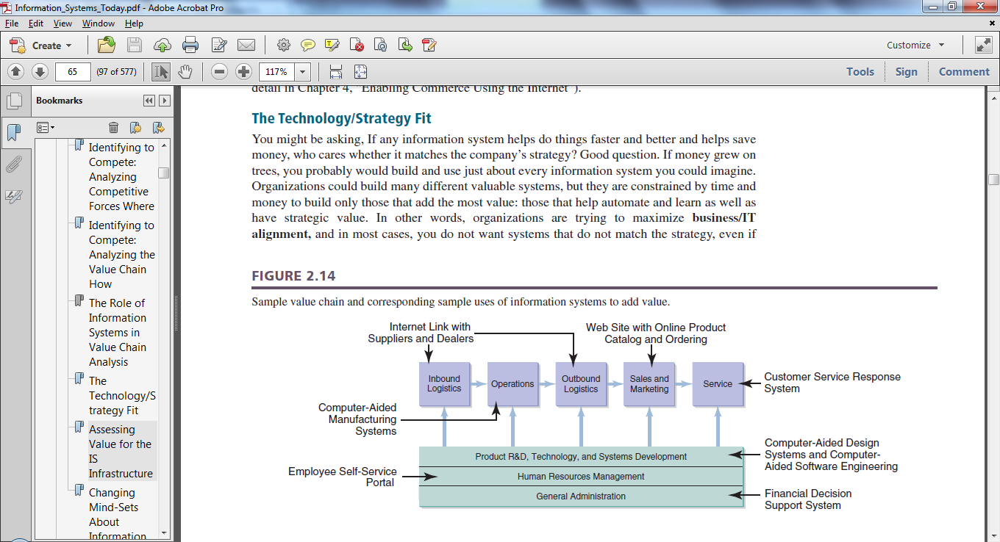 Information_Systems_Today.pdf - Adobe Acrobat Pro
File Edit View Window Help
Create
Customize
65 (97 of 577)
117%
Tools Sign Comment
Bookmarks
Identifying to
Compete:
Analyzing
Competitive
Forces Where
Identifying to
Compete:
Analyzing the
Value Chain
How
The Role of
Information
Systems in
Value Chain
Analysis
The
Technology/S
trategy Fit
Assessing
Value for the
IS
Infrastructure
Changing
Mind-Sets
About
Information
detail in Chapter 4, "Enabling Commerce Using the Internet").
The Technology/Strategy Fit
You might be asking, If any information system helps do things faster and better and helps save
money, who cares whether it matches the company's strategy? Good question. If money grew on
trees, you probably would build and use just about every information system you could imagine.
Organizations could build many different valuable systems, but they are constrained by time and
money to build only those that add the most value: those that help automate and learn as well as
have strategic value. In other words, organizations are trying to maximize business/IT
alignment, and in most cases, you do not want systems that do not match the strategy, even if
FIGURE 2.14
Sample value chain and corresponding sample uses of information systems to add value.
Internet Link with
Suppliers and Dealers
Web Site with Online Product
Catalog and Ordering
Inbound
Logistics
Operations
Outbound
Logistics
Sales and
Marketing
Service
Customer Service Response
System
Computer-Aided
Manufacturing
Systems
Product R&D, Technology, and Systems Development
Human Resources Management
General Administration
Employee Self-Service
Portal
Computer-Aided Design
Systems and Computer-
Aided Software Engineering
Financial Decision
Support System